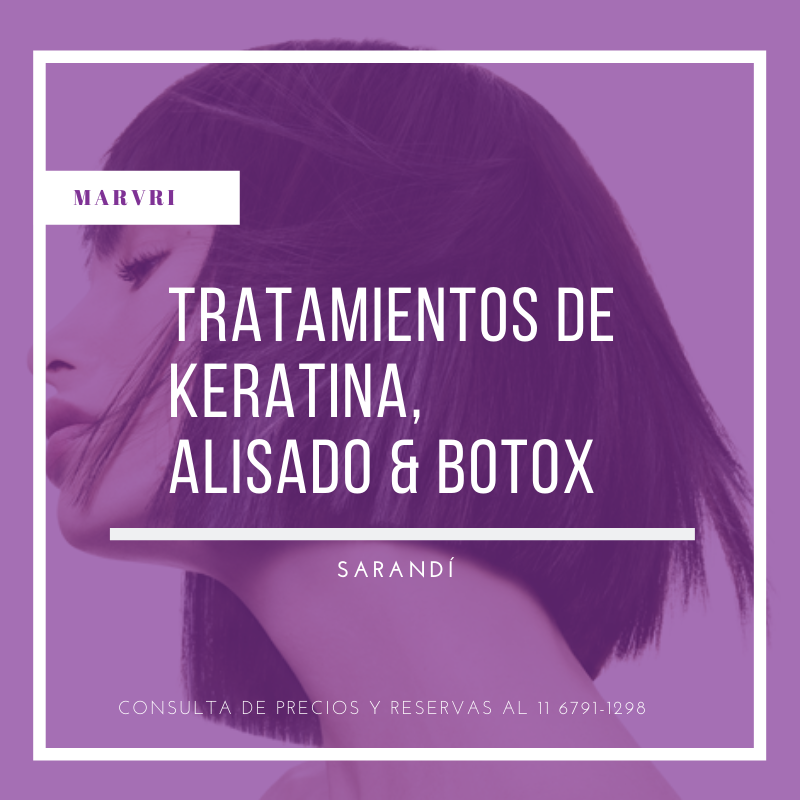 MARVRI
TRATAMIENTOS DE
KERATINA,
ALISADO & BOTOX
SARANDÍ
CONSULTA DE PRECIOS Y RESERVAS AL 11 6791-1298